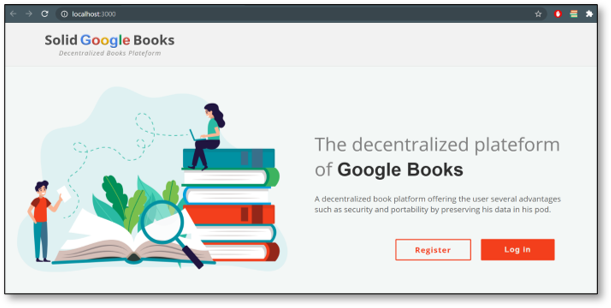 localhost:3000
Solid Google Books
Decentralized Books Plateform
The decentralized plateform
of Google Books
A decentralized book platform offering the user several advantages
such as security and portability by preserving his data in his pod.
Register
Log In